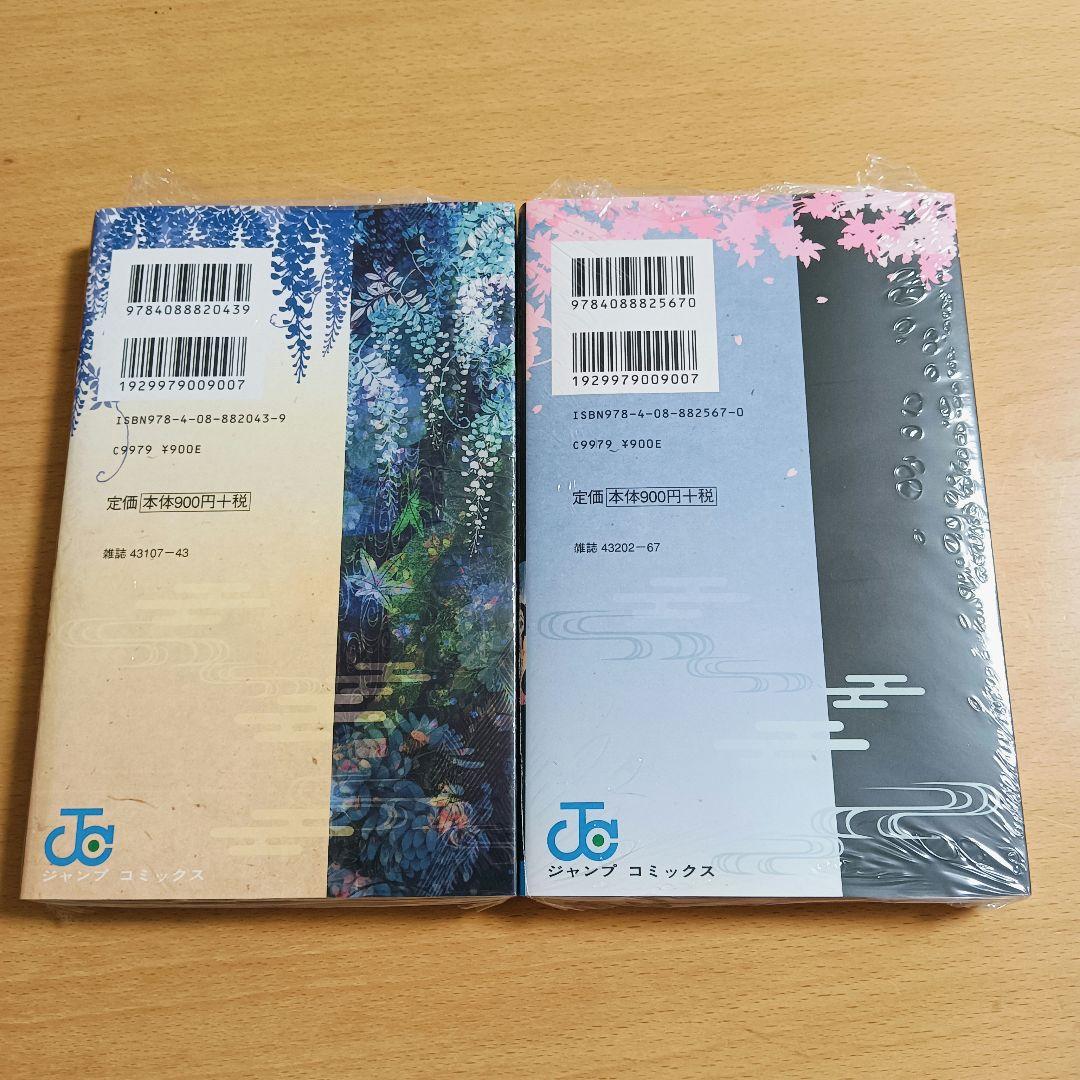 9784088820439
1929979009007
ISBN978-4-08-882043-9
C9979 ¥900E
定価 本体900円+税
雑誌 43107-43
JC
ジャンプ コミックス
9784088825670
1929979009007
ISBN978-4-08-882567-0
C9979 ¥900E
定価 本体900円+税
雑誌 43202-67
JC
ジャンプ コミックス